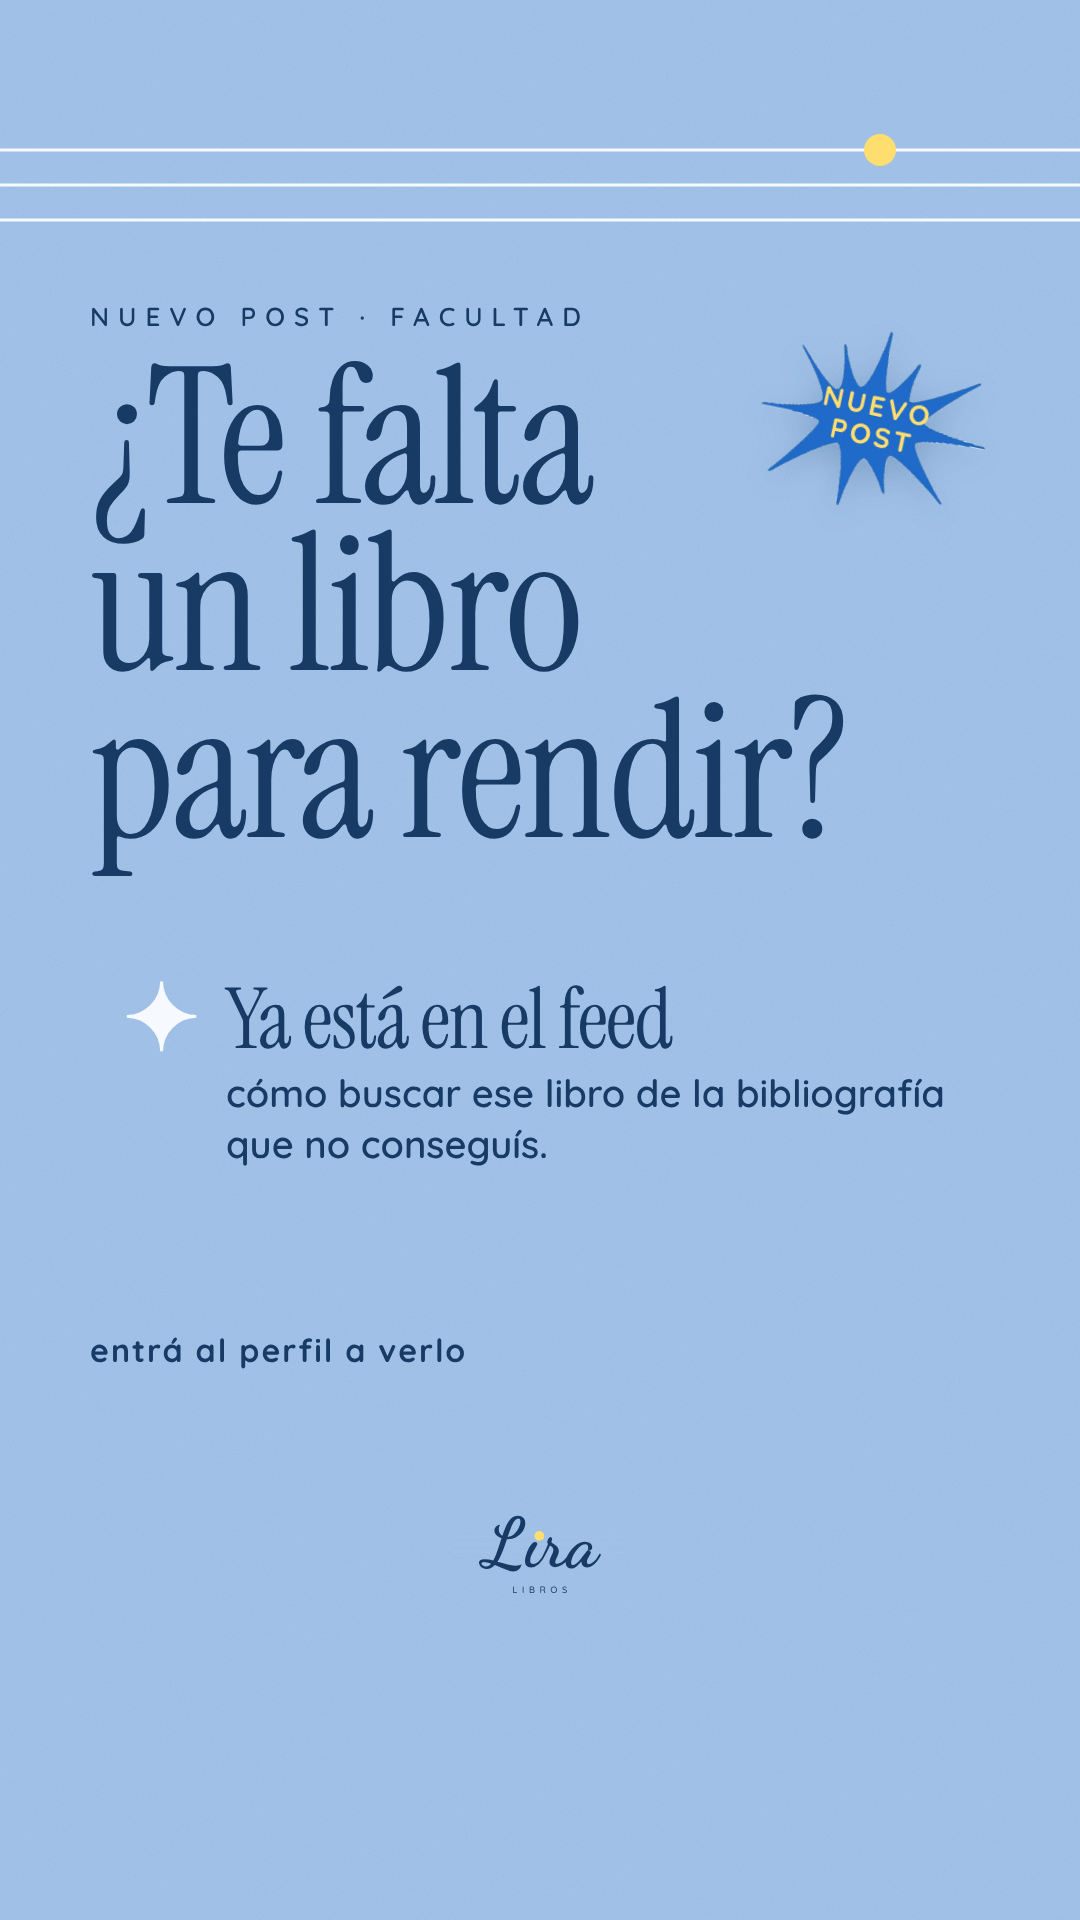 NUEVO POST · FACULTAD
¿Te falta
un libro
para rendir?
NUEVO
POST
Ya está en el feed
cómo buscar ese libro de la bibliografía
que no conseguís.
entrá al perfil a verlo
Lira
LIBROS